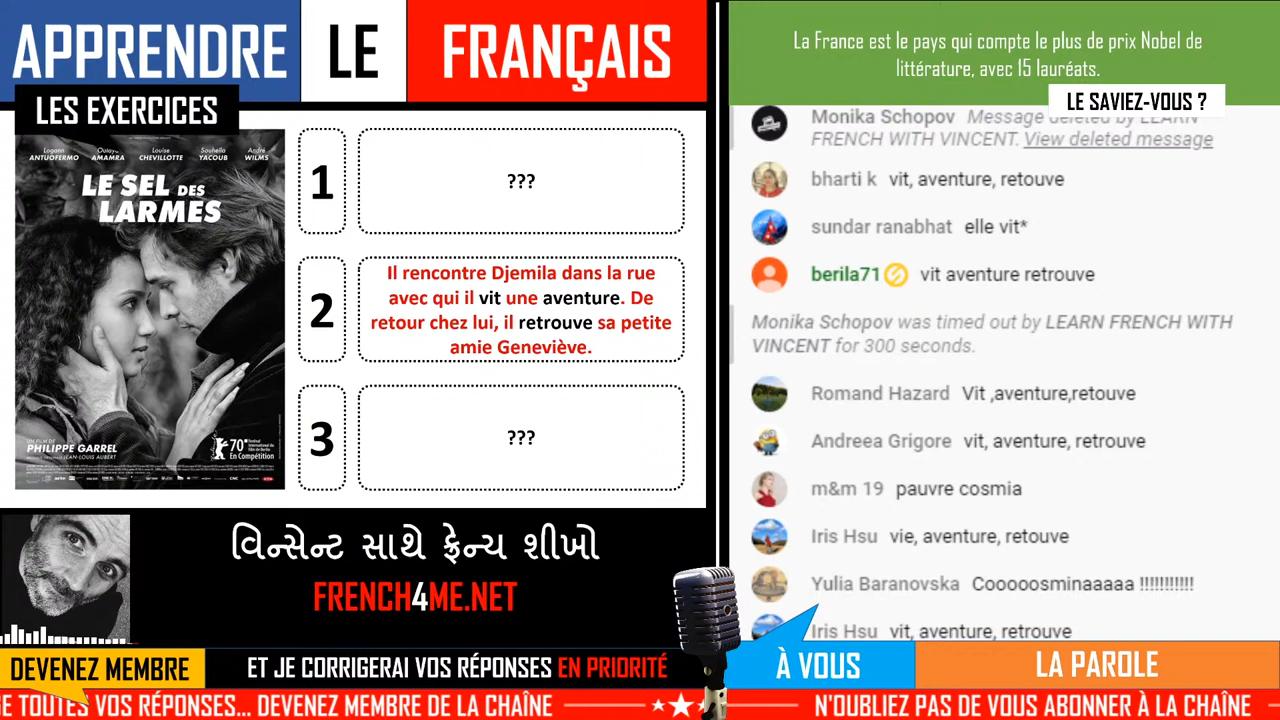 APPRENDRE LE FRANÇAIS
LES EXERCICES
Logann ANTUOFERMO
Oulaya AMAMRA
Louise CHEVILLOTTE
Souheila YACOUB
André WILMS
LE SEL DES
LARMES
UN FILM DE
PHILIPPE GARREL
JEAN-LOUIS AUBERT
70e
En Compétition
1
???
2
Il rencontre Djemila dans la rue
avec qui il vit une aventure. De
retour chez lui, il retrouve sa petite
amie Geneviève.
3
???
વિન્સેન્ટ સાથે ફ્રેન્ચ શીખો
FRENCH4ME.NET
DEVENEZ MEMBRE
ET JE CORRIGERAI VOS RÉPONSES EN PRIORITÉ
La France est le pays qui compte le plus de prix Nobel de
littérature, avec 15 lauréats.
LE SAVIEZ-VOUS ?
Monika Schopov Message deleted by LEARN
FRENCH WITH VINCENT. View deleted message
bharti k vit, aventure, retouve
sundar ranabhat elle vit*
berila71 vit aventure retrouve
Monika Schopov was timed out by LEARN FRENCH WITH
VINCENT for 300 seconds.
Romand Hazard Vit ,aventure,retouve
Andreea Grigore vit, aventure, retrouve
m&m 19 pauvre cosmia
Iris Hsu vie, aventure, retouve
Yulia Baranovska Cooooosminaaaaa !!!!!!!!!!!
Iris Hsu vit, aventure, retrouve
À VOUS
LA PAROLE
GE TOUTES VOS RÉPONSES... DEVENEZ MEMBRE DE LA CHAÎNE
N'OUBLIEZ PAS DE VOUS ABONNER À LA CHAÎNE